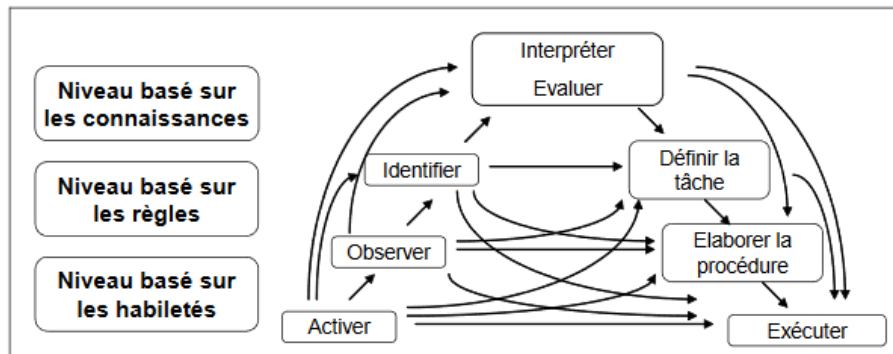 Niveau basé sur
les connaissances
Niveau basé sur
les règles
Niveau basé sur
les habiletés
Interpréter
Evaluer
Identifier
Définir la
tâche
Observer
Elaborer la
procédure
Activer
Exécuter